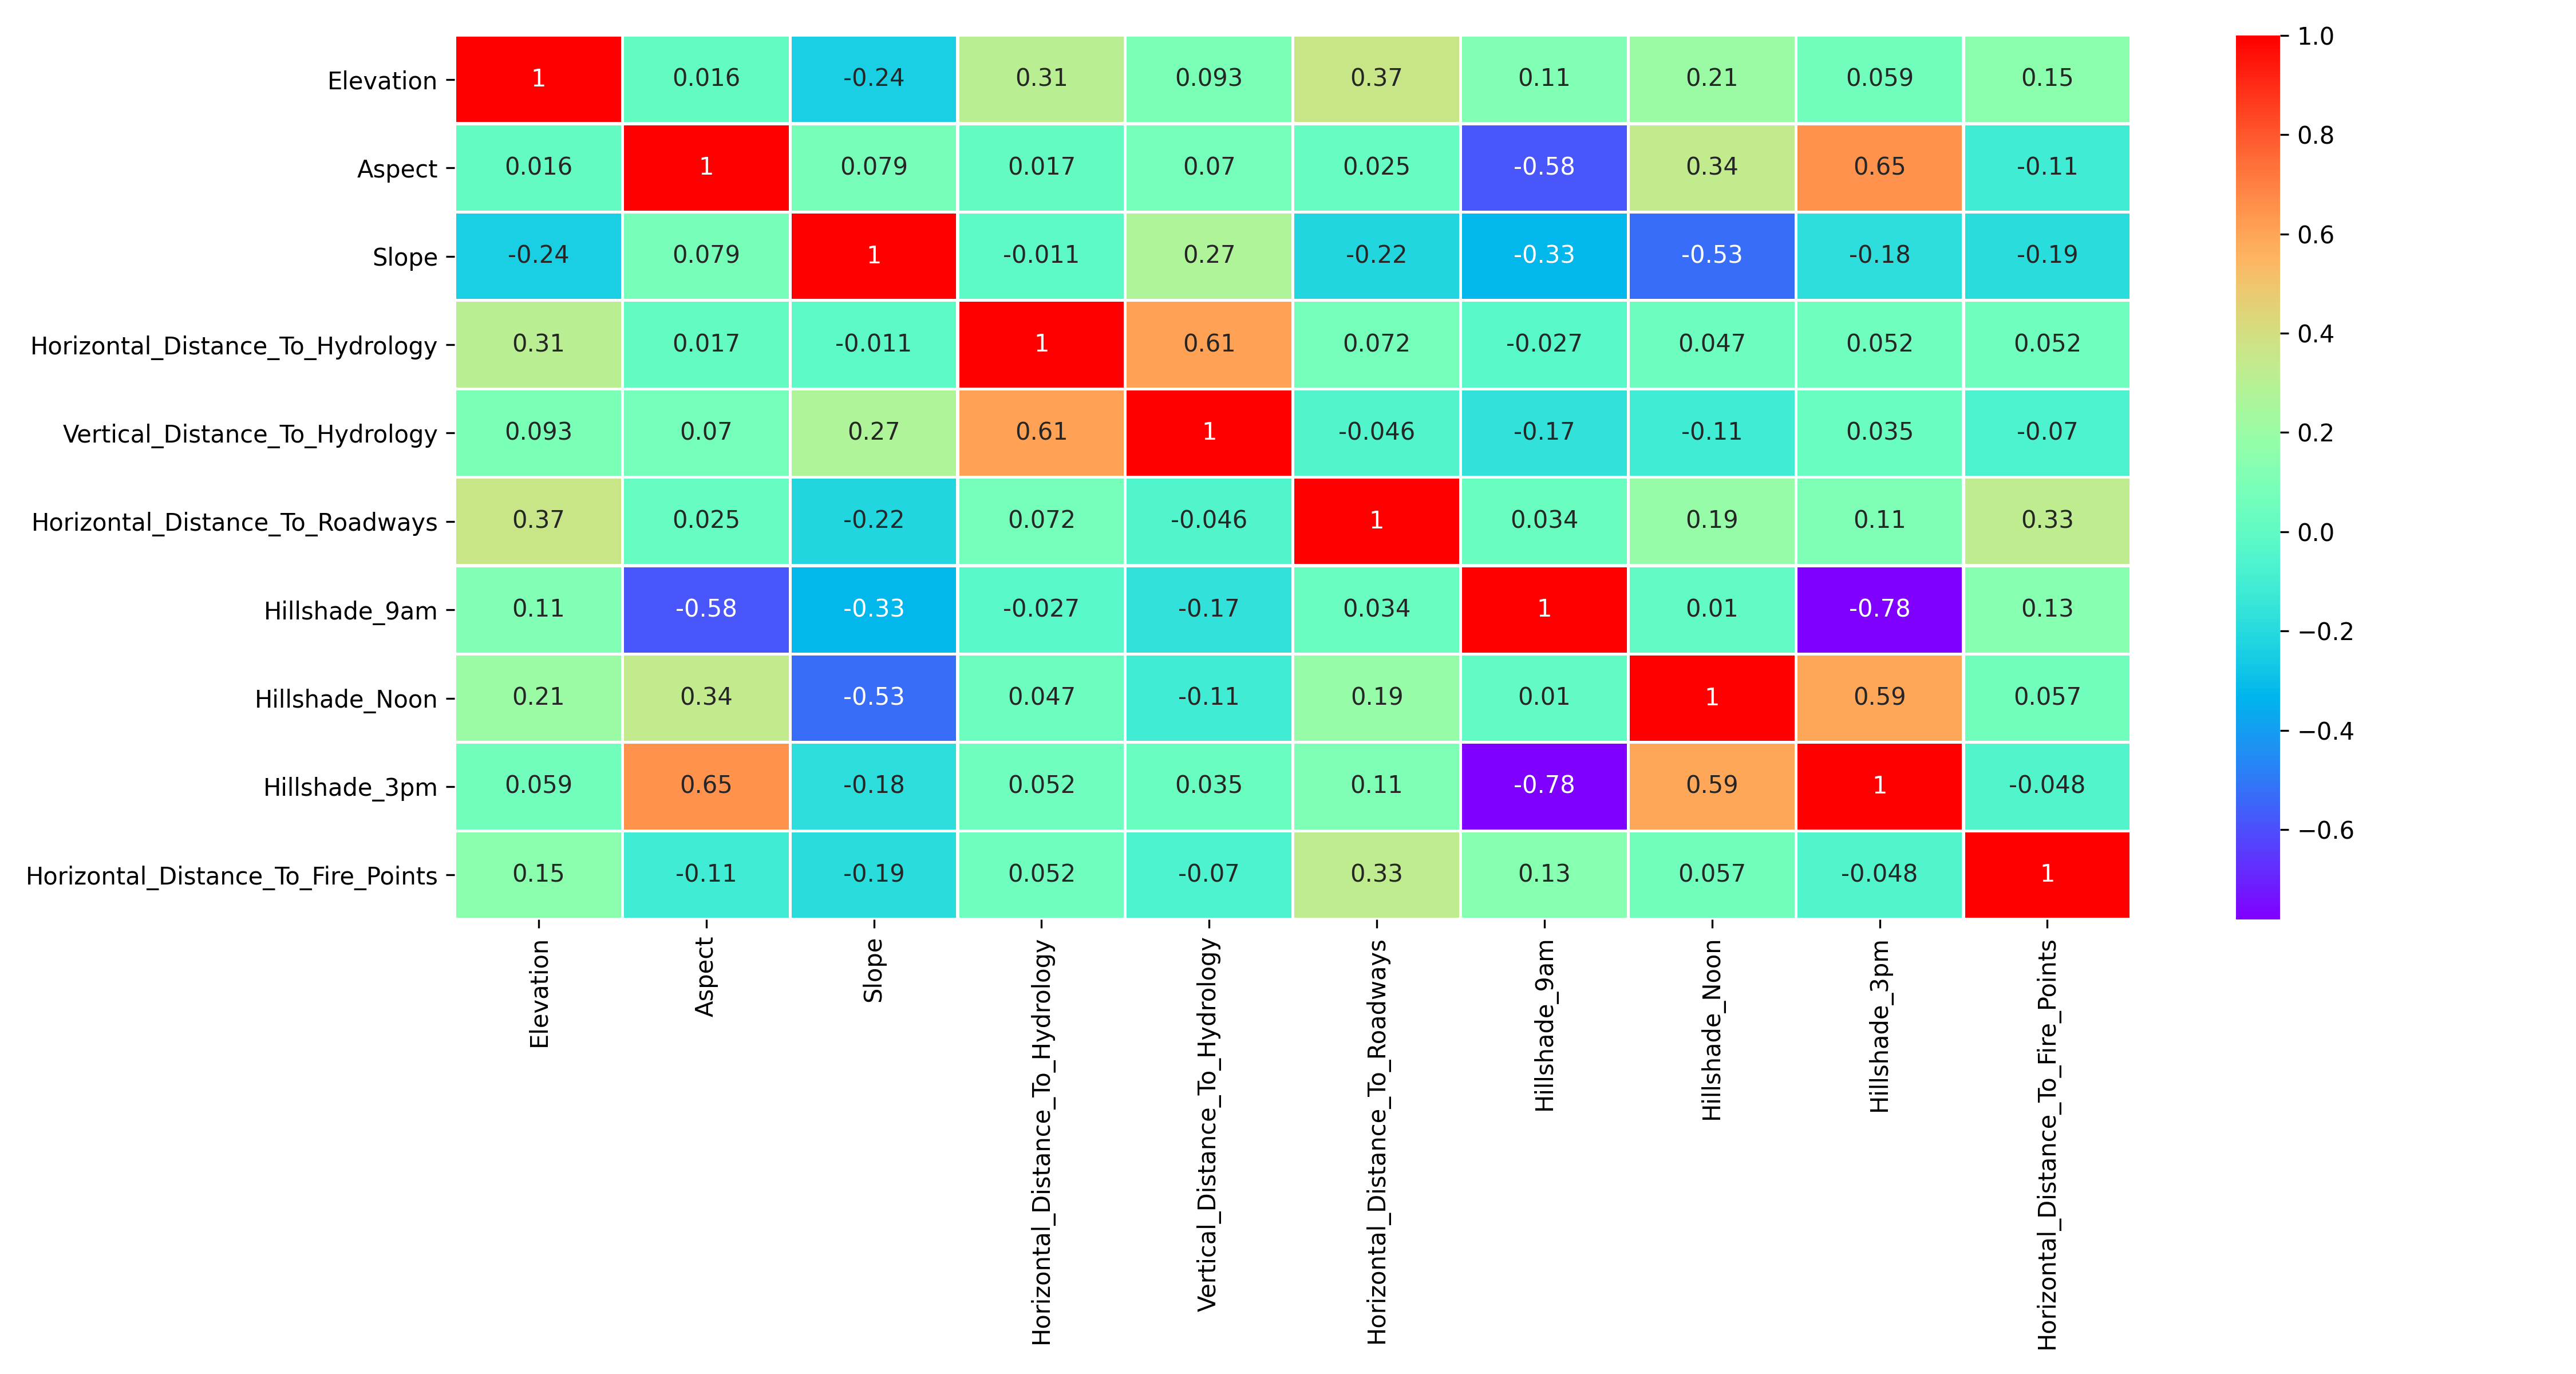 Elevation 1 0.016 -0.24 0.31 0.093 0.37 0.11 0.21 0.059 0.15
Aspect 0.016 1 0.079 0.017 0.07 0.025 -0.58 0.34 0.65 -0.11
Slope -0.24 0.079 1 -0.011 0.27 -0.22 -0.33 -0.53 -0.18 -0.19
Horizontal_Distance_To_Hydrology 0.31 0.017 -0.011 1 0.61 0.072 -0.027 0.047 0.052 0.052
Vertical_Distance_To_Hydrology 0.093 0.07 0.27 0.61 1 -0.046 -0.17 -0.11 0.035 -0.07
Horizontal_Distance_To_Roadways 0.37 0.025 -0.22 0.072 -0.046 1 0.034 0.19 0.11 0.33
Hillshade_9am 0.11 -0.58 -0.33 -0.027 -0.17 0.034 1 0.01 -0.78 0.13
Hillshade_Noon 0.21 0.34 -0.53 0.047 -0.11 0.19 0.01 1 0.59 0.057
Hillshade_3pm 0.059 0.65 -0.18 0.052 0.035 0.11 -0.78 0.59 1 -0.048
Horizontal_Distance_To_Fire_Points 0.15 -0.11 -0.19 0.052 -0.07 0.33 0.13 0.057 -0.048 1
Elevation
Aspect
Slope
Horizontal_Distance_To_Hydrology
Vertical_Distance_To_Hydrology
Horizontal_Distance_To_Roadways
Hillshade_9am
Hillshade_Noon
Hillshade_3pm
Horizontal_Distance_To_Fire_Points
1.0
0.8
0.6
0.4
0.2
0.0
−0.2
−0.4
−0.6